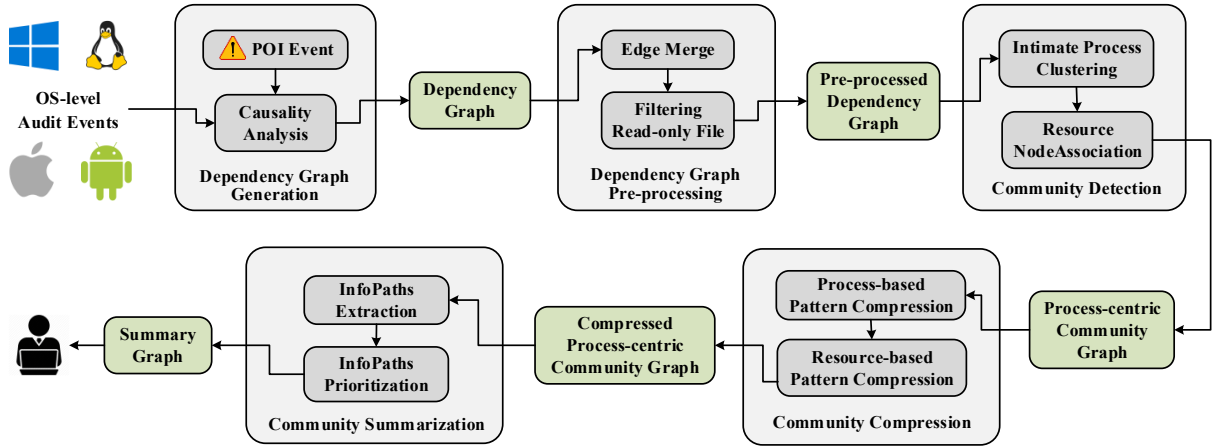 OS-level
Audit Events
POI Event
Causality
Analysis
Dependency Graph
Generation
Dependency
Graph
Edge Merge
Filtering
Read-only File
Dependency Graph
Pre-processing
Pre-processed
Dependency
Graph
Intimate Process
Clustering
Resource
NodeAssociation
Community Detection
Process-centric
Community
Graph
Process-based
Pattern Compression
Resource-based
Pattern Compression
Community Compression
Compressed
Process-centric
Community Graph
InfoPaths
Extraction
InfoPaths
Prioritization
Community Summarization
Summary
Graph